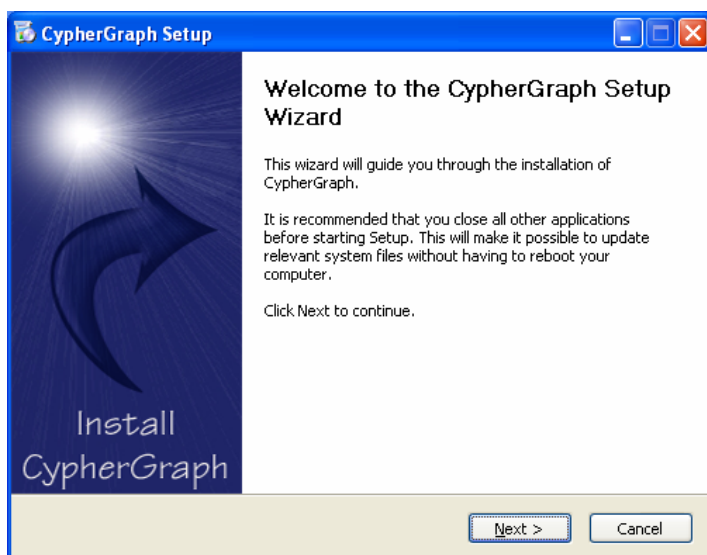 CypherGraph Setup
Welcome to the CypherGraph Setup
Wizard
This wizard will guide you through the installation of
CypherGraph.
It is recommended that you close all other applications
before starting Setup. This will make it possible to update
relevant system files without having to reboot your
computer.
Click Next to continue.
Install
CypherGraph
Next >
Cancel